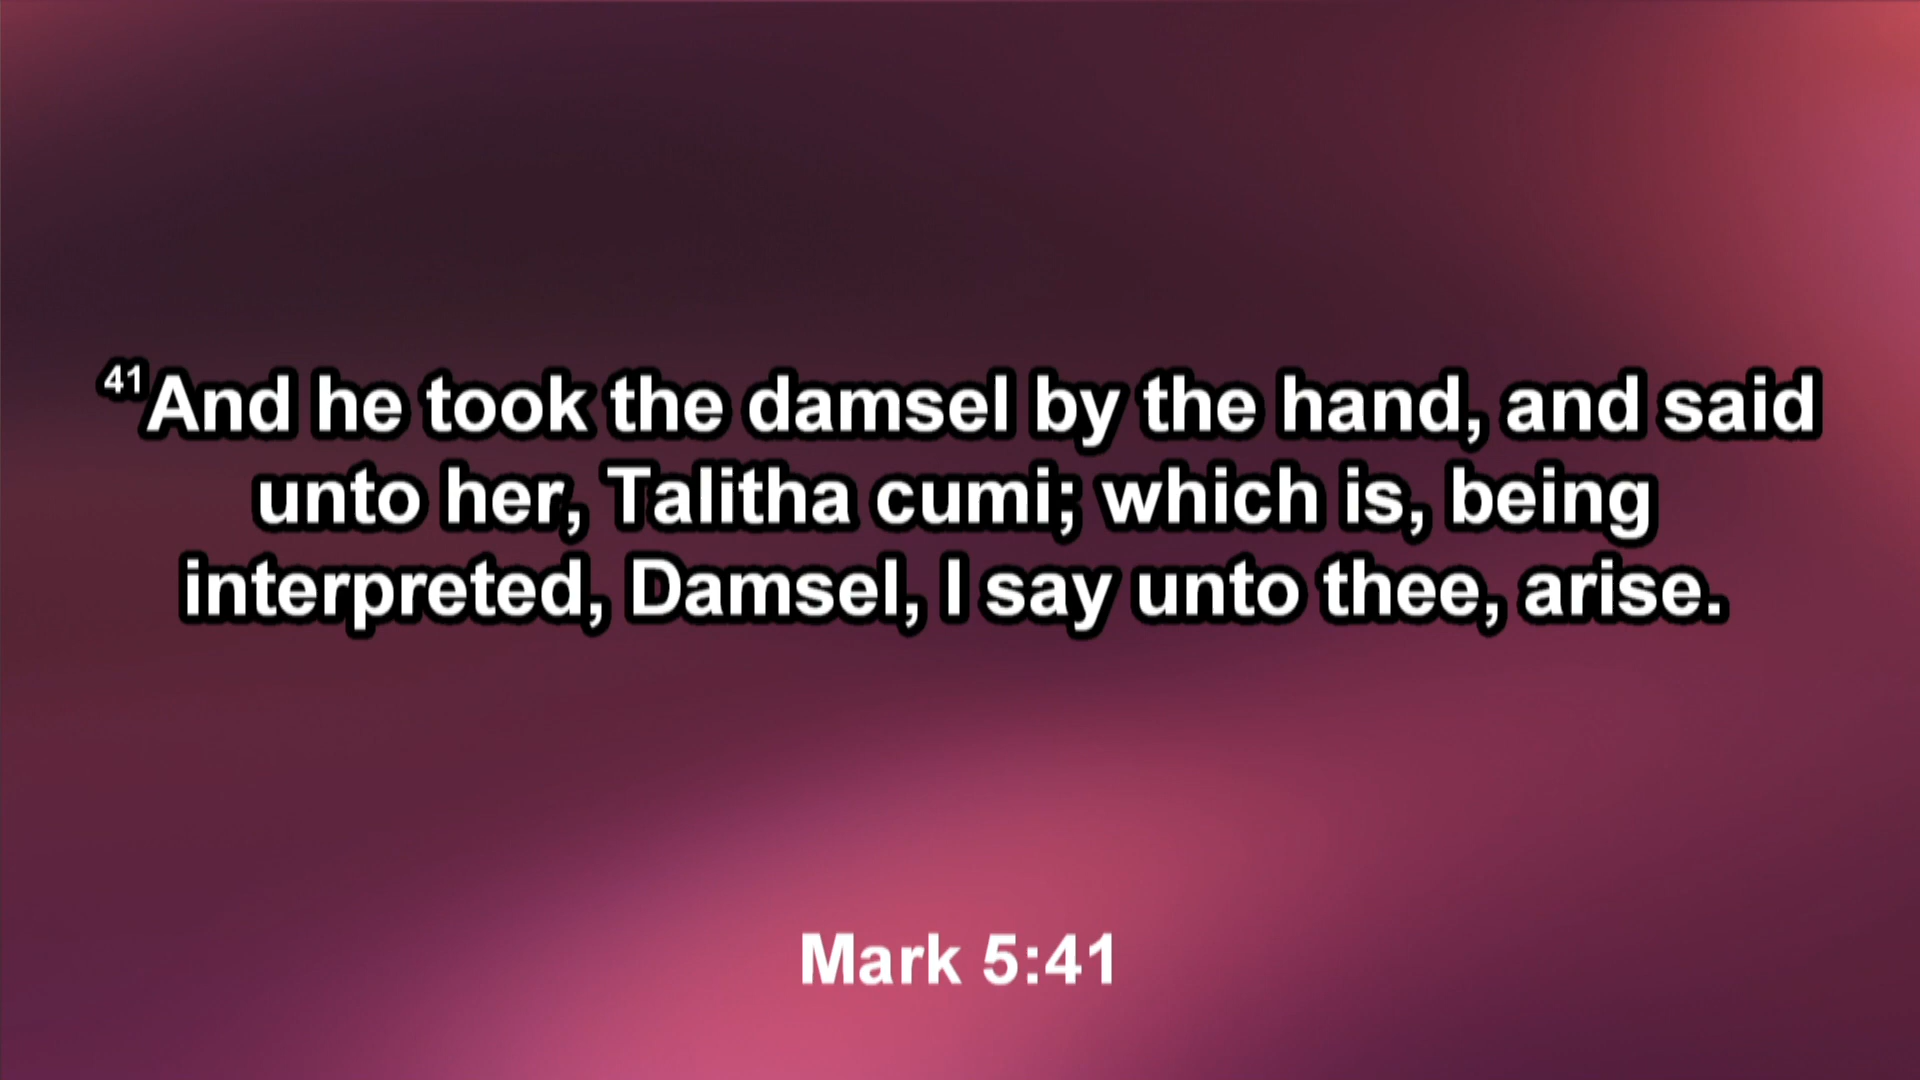 41And he took the damsel by the hand, and said
unto her, Talitha cumi; which is, being
interpreted, Damsel, I say unto thee, arise.
Mark 5:41